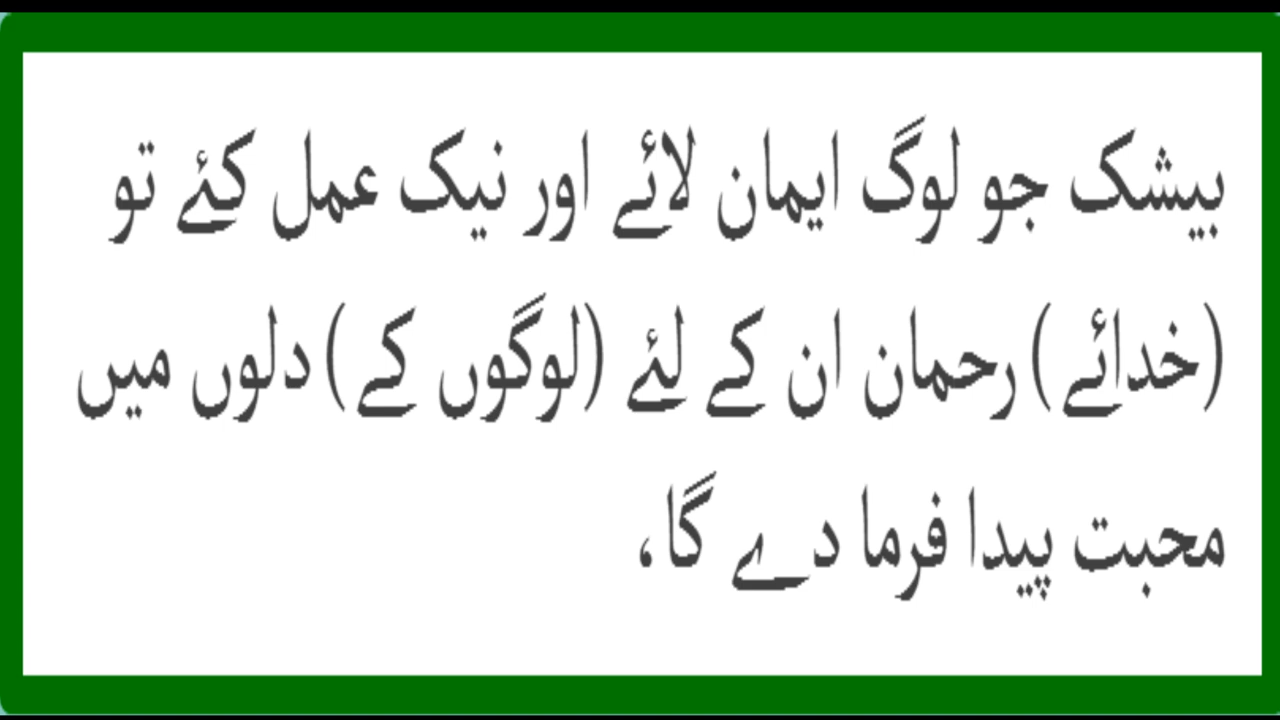 بیشک جو لوگ ایمان لائے اور نیک عمل کئے تو
(خدائے) رحمان ان کے لئے (لوگوں کے) دلوں میں
محبت پیدا فرما دے گا،